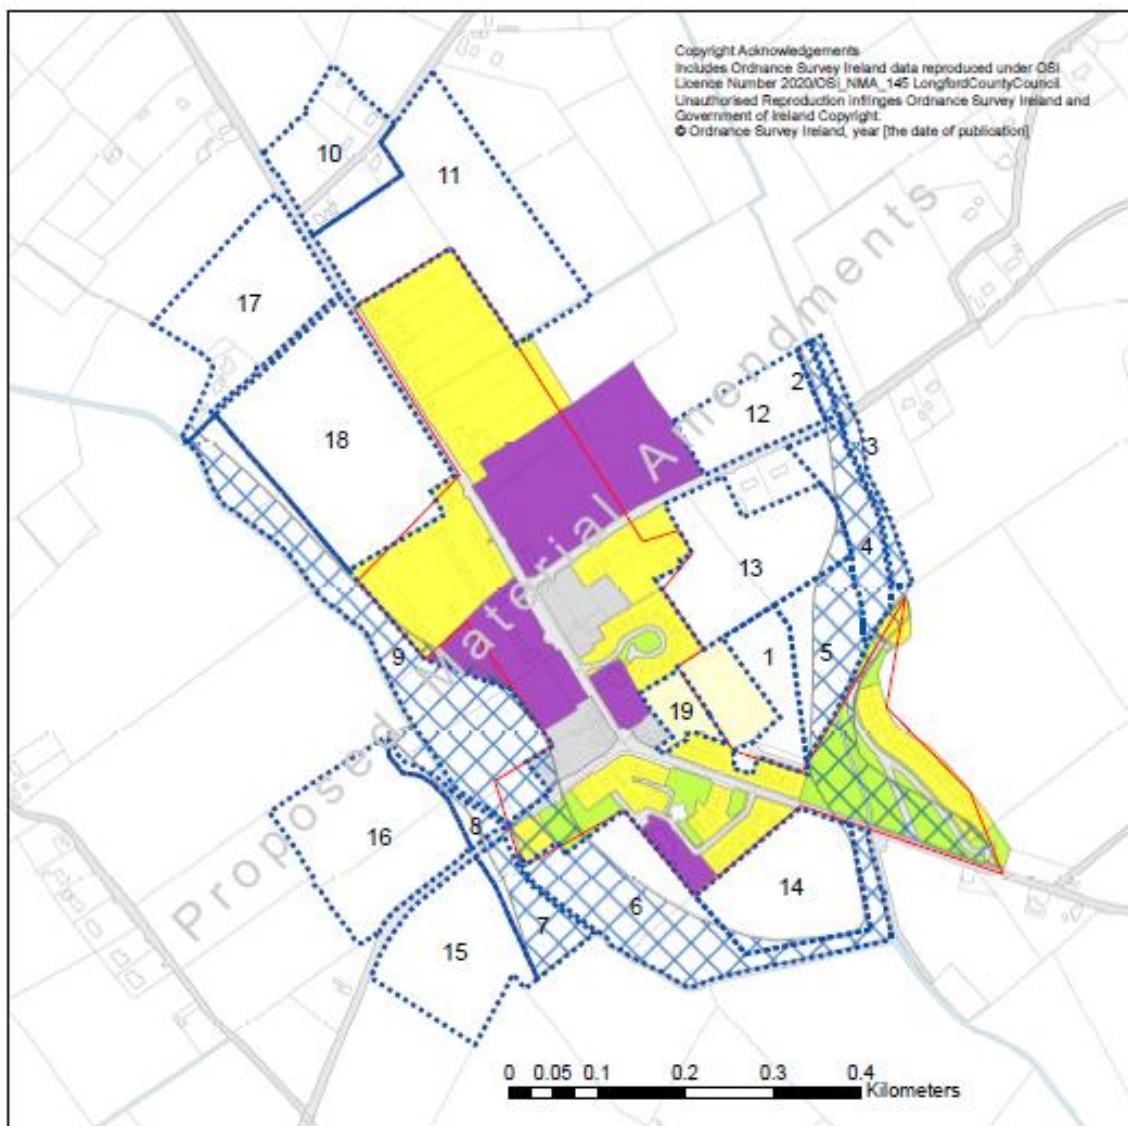 Copyright Acknowledgements
Includes Ordnance Survey Ireland data reproduced under OSi
Licence Number 2020/OSi_NMA_145 LongfordCountyCouncil.
Unauthorised Reproduction infringes Ordnance Survey Ireland and
Government of Ireland Copyright.
© Ordnance Survey Ireland, year [the date of publication]
10
11
17
2
12
18
3
4
13
9
1
5
19
8
16
6
14
7
15
Proposed Material Amendments
0 0.05 0.1 0.2 0.3 0.4
Kilometers